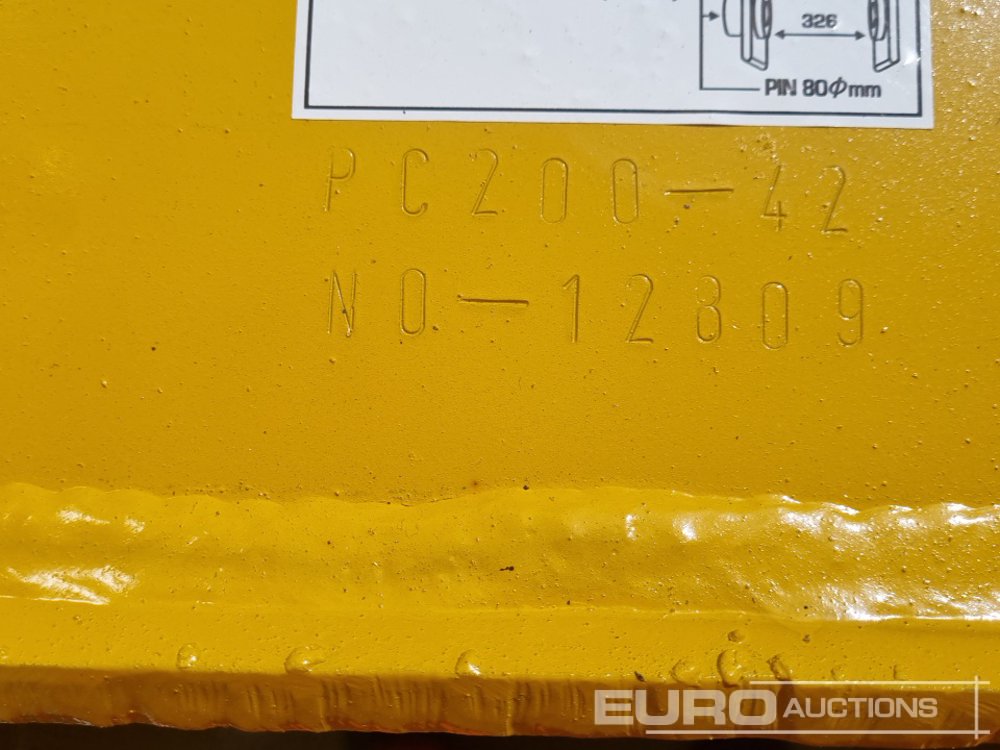 326
PIN 80Φmm
PC200-42
NO-12809
EURO AUCTIONS